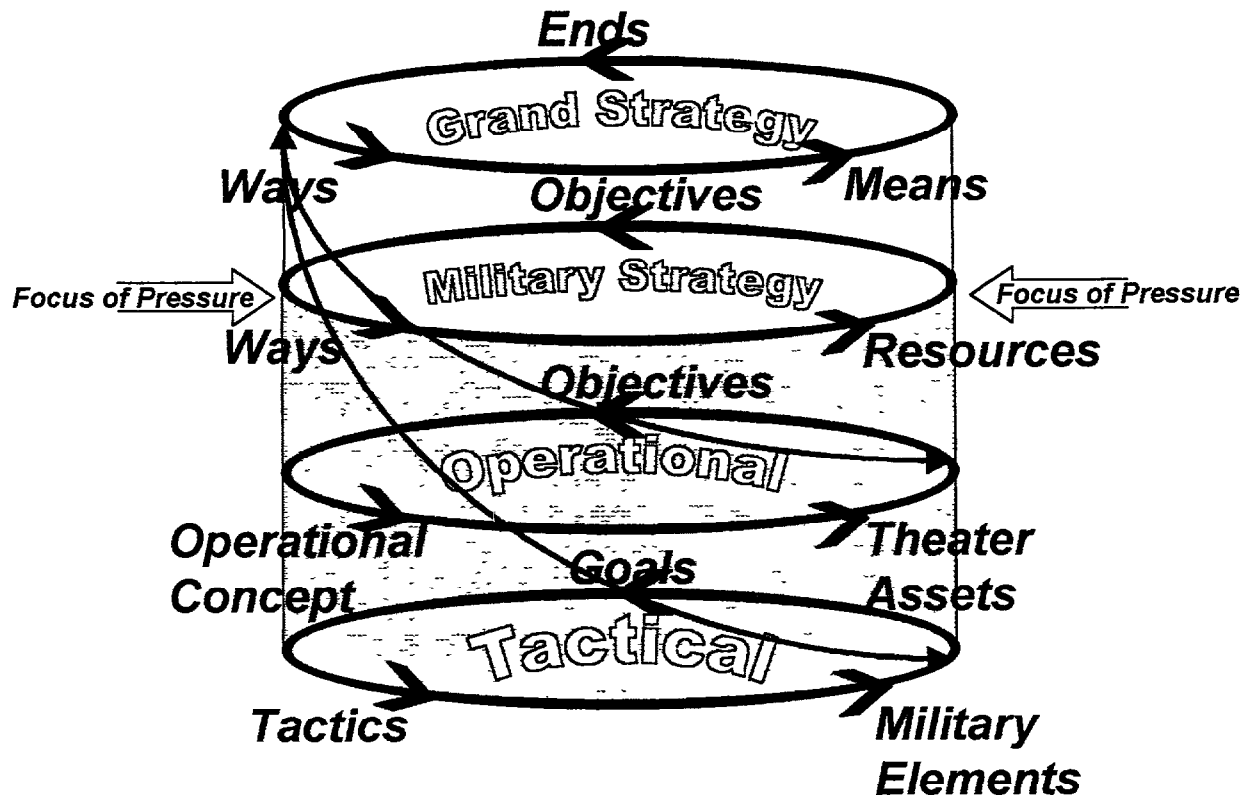 Ends
Grand Strategy
Ways
Means
Objectives
Military Strategy
Focus of Pressure
Focus of Pressure
Ways
Resources
Objectives
Operational
Operational
Concept
Theater
Assets
Goals
Tactical
Tactics
Military
Elements